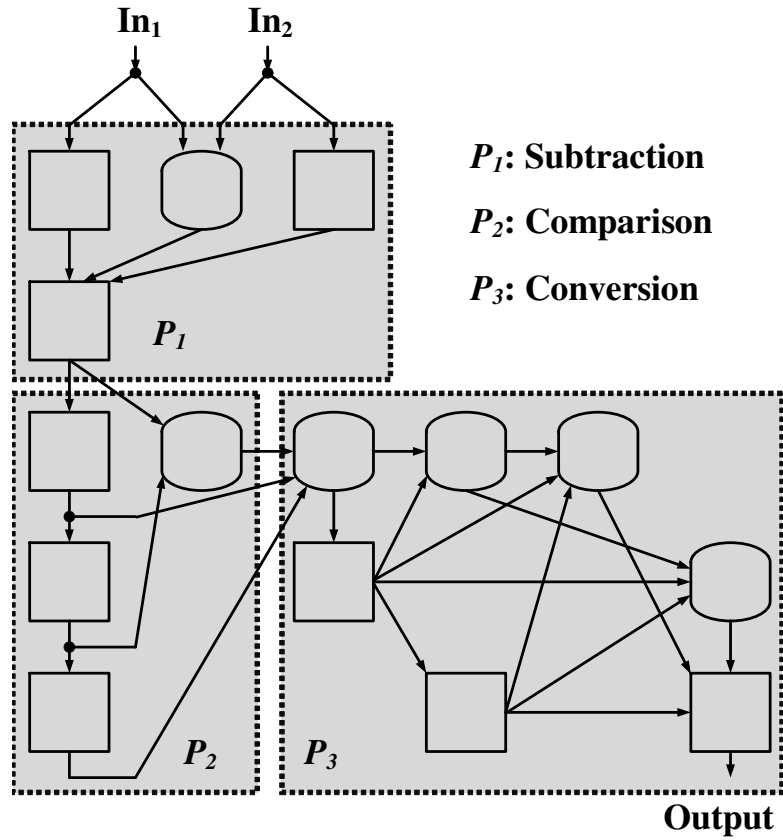 In₁ In₂
P₁: Subtraction
P₂: Comparison
P₃: Conversion
P₁
P₂ P₃
Output